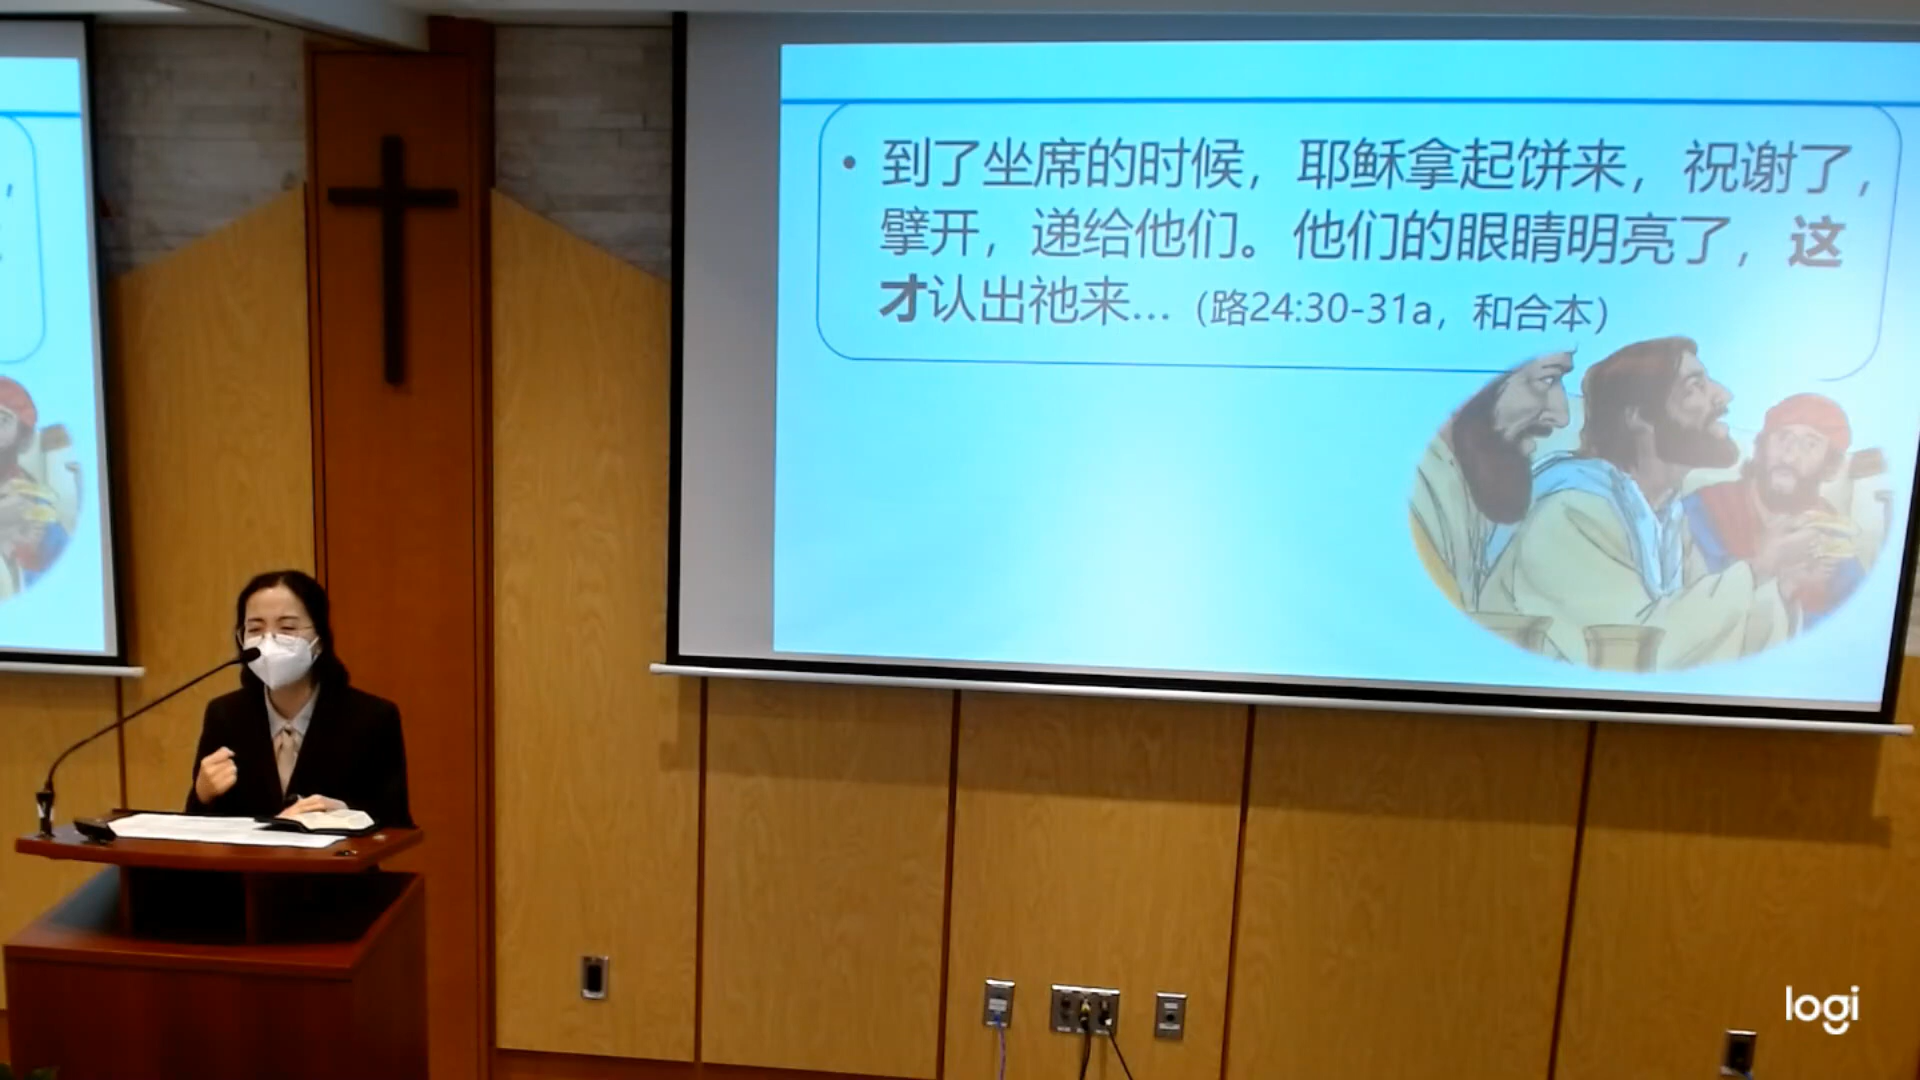 • 到了坐席的时候，耶稣拿起饼来，祝谢了，
擘开，递给他们。他们的眼睛明亮了，这
才认出祂来…（路24:30-31a，和合本）
logi